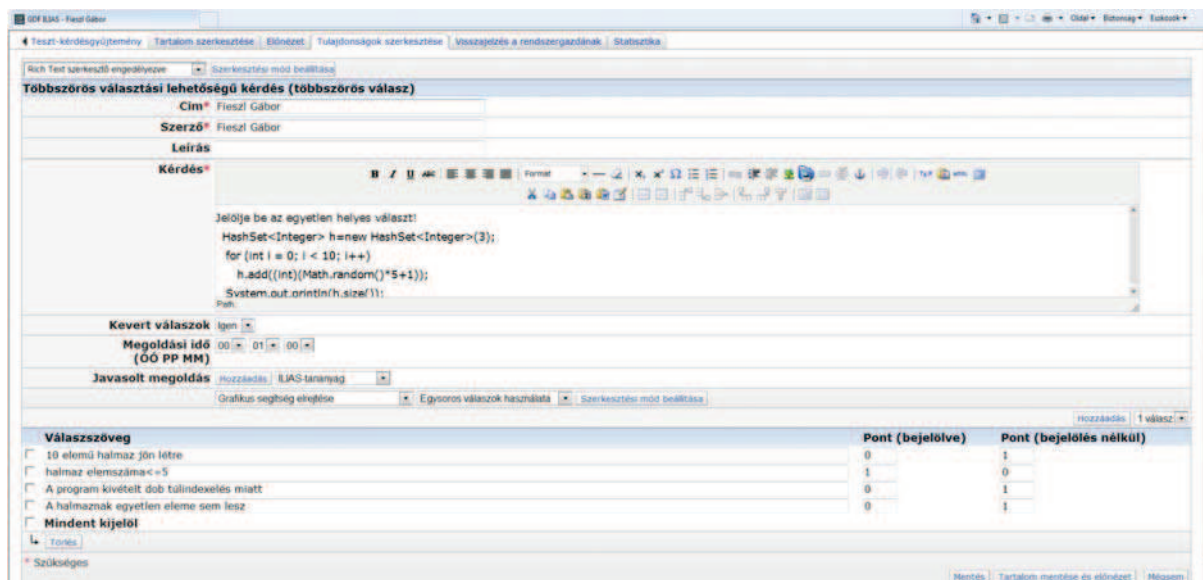 GDF ILIAS - Fieszl Gábor
Oldal Biztonság Eszközök
Teszt-kérdésgyűjtemény Tartalom szerkesztése Előnézet Tulajdonságok szerkesztése Visszajelzés a rendszergazdának Statisztika
Rich Text szerkesztő engedélyezve Szerkesztési mód beállítása
Többszörös választási lehetőségű kérdés (többszörös válasz)
Cím* Fieszl Gábor
Szerző* Fieszl Gábor
Leírás
Kérdés*
B I U ABC Format
Jelölje be az egyetlen helyes választ!
HashSet<Integer> h=new HashSet<Integer>(3);
for (int i = 0; i < 10; i++)
h.add((int)(Math.random()*5+1));
System.out.println(h.size());
Path:
Kevert válaszok Igen
Megoldási idő 00 01 00
(ÓÓ PP MM)
Javasolt megoldás Hozzáadás ILIAS-tananyag
Grafikus segítség elrejtése Egysoros válaszok használata Szerkesztési mód beállítása
Hozzáadás 1 válasz
Válaszszöveg Pont (bejelölve) Pont (bejelölés nélkül)
10 elemű halmaz jön létre 0 1
halmaz elemszáma<=5 1 0
A program kivételt dob túlindexelés miatt 0 1
A halmaznak egyetlen eleme sem lesz 0 1
Mindent kijelöl
Törlés
* Szükséges
Mentés Tartalom mentése és előnézet Mégsem